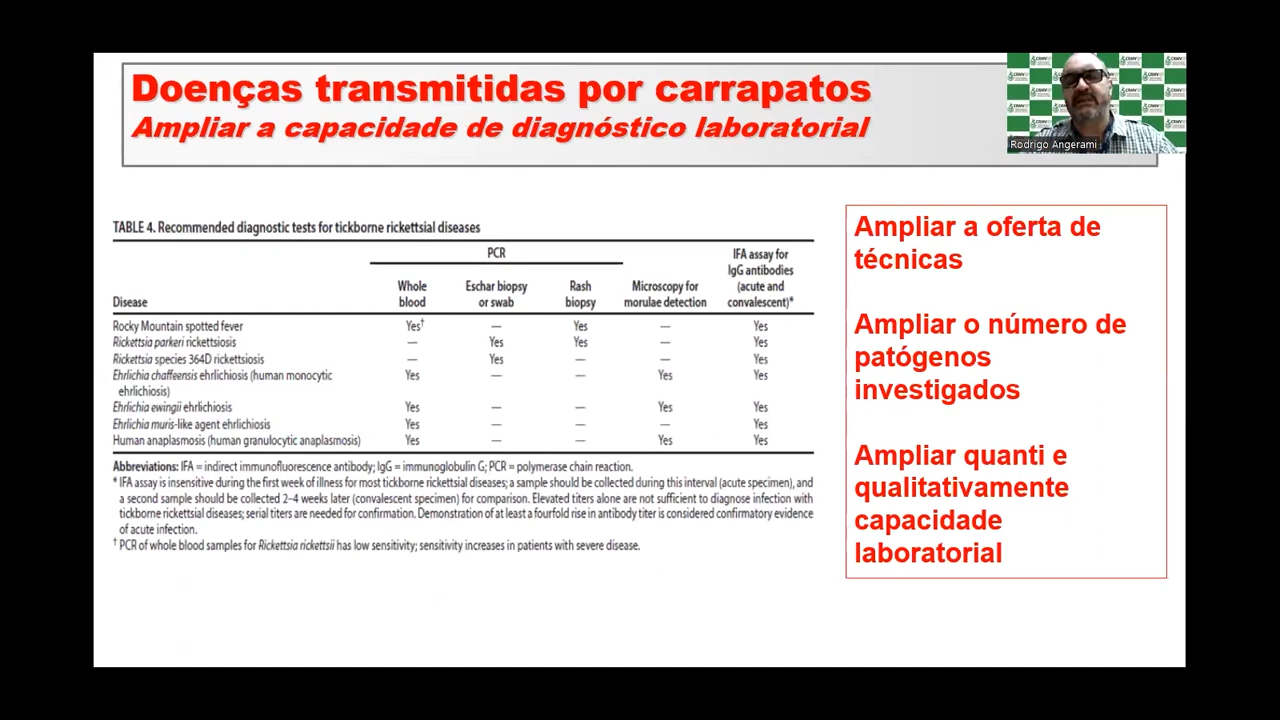 Doenças transmitidas por carrapatos
Ampliar a capacidade de diagnóstico laboratorial
Rodrigo Angerami
TABLE 4. Recommended diagnostic tests for tickborne rickettsial diseases
PCR
IFA assay for
IgG antibodies
(acute and
convalescent)*
Whole
blood
Eschar biopsy
or swab
Rash
biopsy
Microscopy for
morulae detection
Disease
Rocky Mountain spotted fever Yes† — Yes — Yes
Rickettsia parkeri rickettsiosis — Yes Yes — Yes
Rickettsia species 364D rickettsiosis — Yes — — Yes
Ehrlichia chaffeensis ehrlichiosis (human monocytic Yes — — Yes Yes
ehrlichiosis)
Ehrlichia ewingii ehrlichiosis Yes — — Yes Yes
Ehrlichia muris-like agent ehrlichiosis Yes — — — Yes
Human anaplasmosis (human granulocytic anaplasmosis) Yes — — Yes Yes
Abbreviations: IFA = indirect immunofluorescence antibody; IgG = immunoglobulin G; PCR = polymerase chain reaction.
* IFA assay is insensitive during the first week of illness for most tickborne rickettsial diseases; a sample should be collected during this interval (acute specimen), and
a second sample should be collected 2–4 weeks later (convalescent specimen) for comparison. Elevated titers alone are not sufficient to diagnose infection with
tickborne rickettsial diseases; serial titers are needed for confirmation. Demonstration of at least a fourfold rise in antibody titer is considered confirmatory evidence
of acute infection.
† PCR of whole blood samples for Rickettsia rickettsii has low sensitivity; sensitivity increases in patients with severe disease.
Ampliar a oferta de
técnicas
Ampliar o número de
patógenos
investigados
Ampliar quanti e
qualitativamente
capacidade
laboratorial